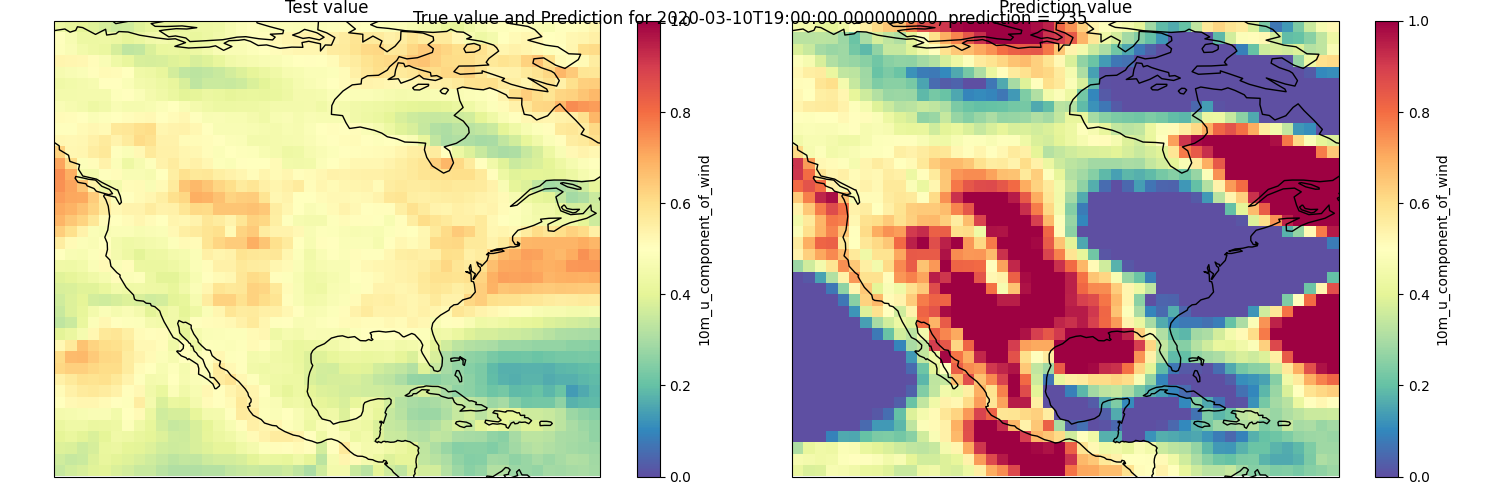 Test value
True value and Prediction for 2020-03-10T19:00:00.000000000, prediction = 235
Prediction value
1.0
0.8
0.6
0.4
0.2
0.0
10m_u_component_of_wind
1.0
0.8
0.6
0.4
0.2
0.0
10m_u_component_of_wind